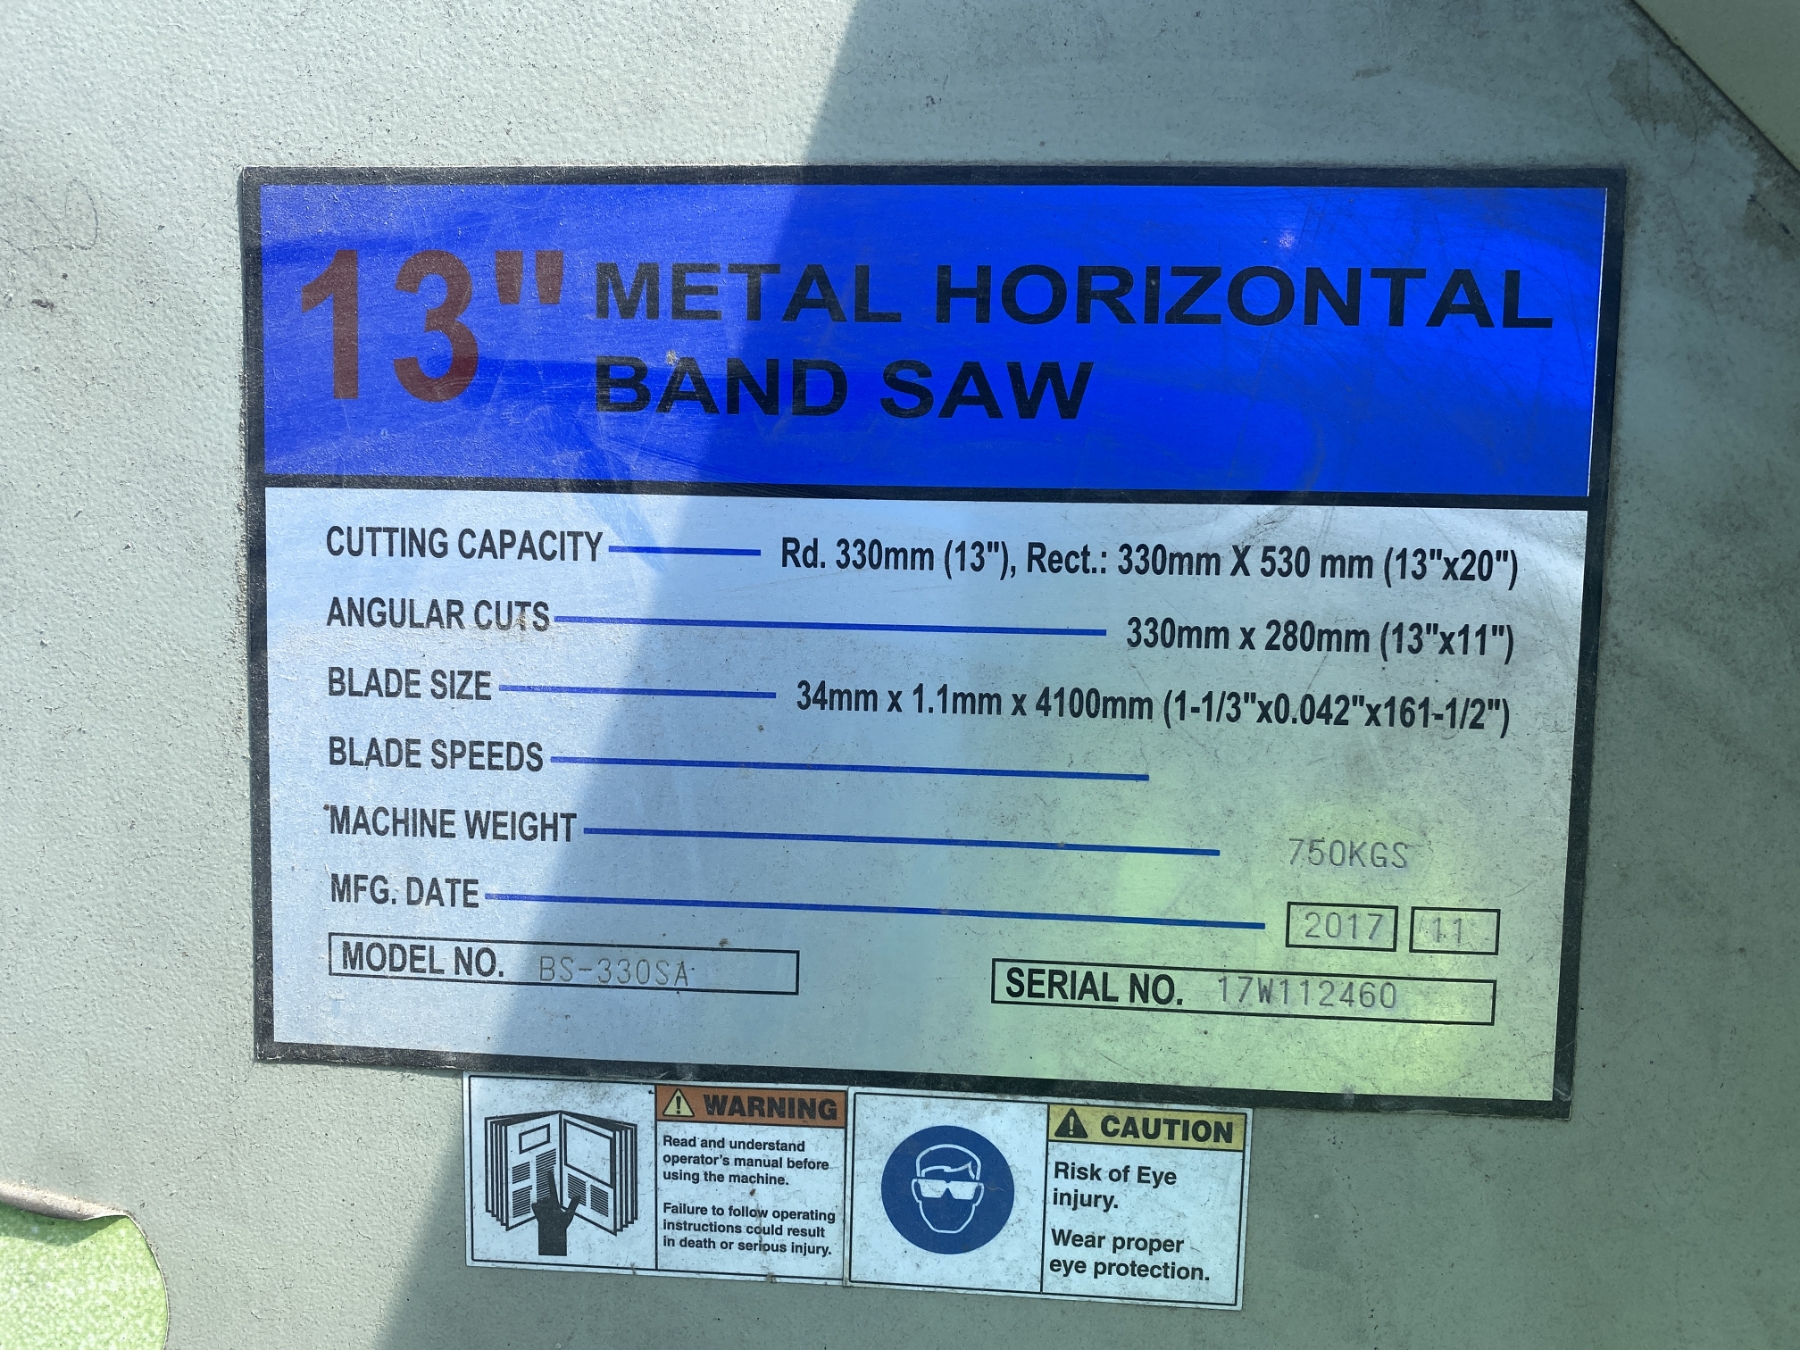 13" METAL HORIZONTAL
BAND SAW
CUTTING CAPACITY Rd. 330mm (13"), Rect.: 330mm X 530 mm (13"x20")
ANGULAR CUTS 330mm x 280mm (13"x11")
BLADE SIZE 34mm x 1.1mm x 4100mm (1-1/3"x0.042"x161-1/2")
BLADE SPEEDS
MACHINE WEIGHT 750KGS
MFG. DATE 2017 11
MODEL NO. BS-330SA
SERIAL NO. 17W112460
WARNING
Read and understand
operator's manual before
using the machine.
Failure to follow operating
instructions could result
in death or serious injury.
CAUTION
Risk of Eye
injury.
Wear proper
eye protection.